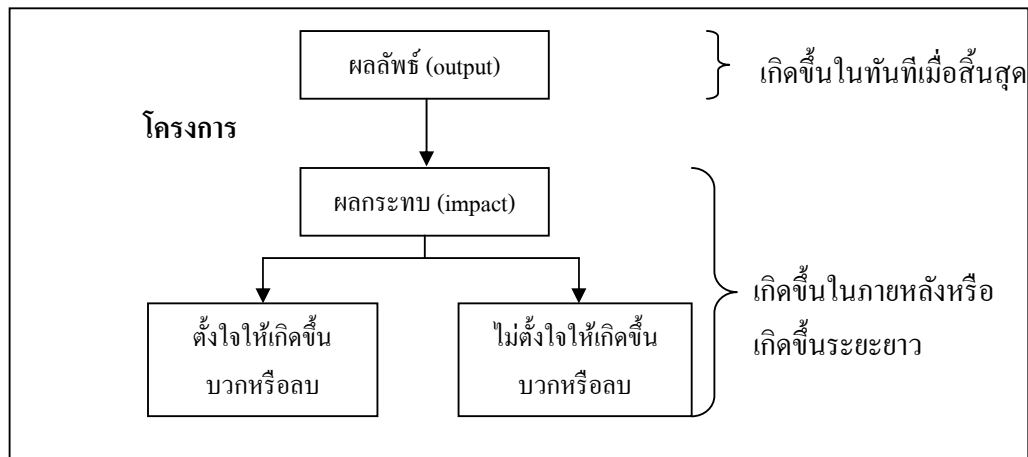 ผลลัพธ์ (output)
เกิดขึ้นในทันทีเมื่อสิ้นสุด
โครงการ
ผลกระทบ (impact)
เกิดขึ้นในภายหลังหรือ
เกิดขึ้นระยะยาว
ตั้งใจให้เกิดขึ้น
บวกหรือลบ
ไม่ตั้งใจให้เกิดขึ้น
บวกหรือลบ